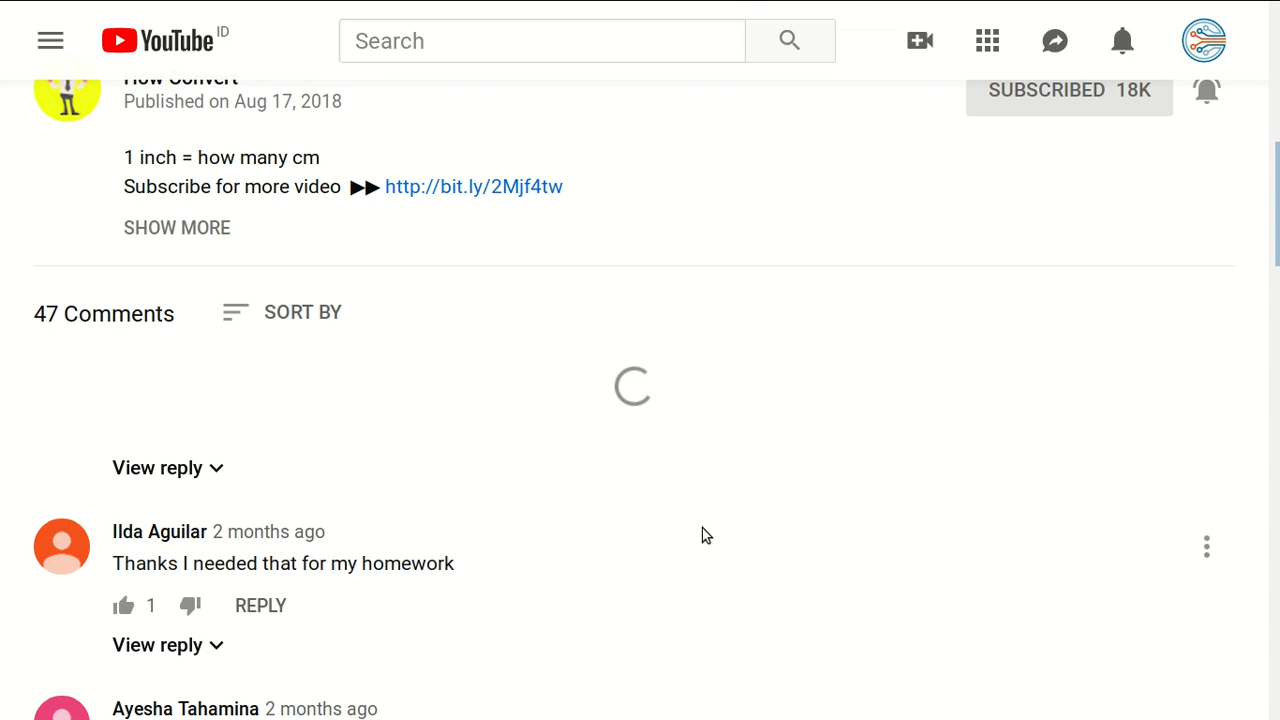 YouTube ID
Search
How Convert
Published on Aug 17, 2018
SUBSCRIBED 18K
1 inch = how many cm
Subscribe for more video ▶▶ http://bit.ly/2Mjf4tw
SHOW MORE
47 Comments
SORT BY
View reply
Ilda Aguilar 2 months ago
Thanks I needed that for my homework
1
REPLY
View reply
Ayesha Tahamina 2 months ago